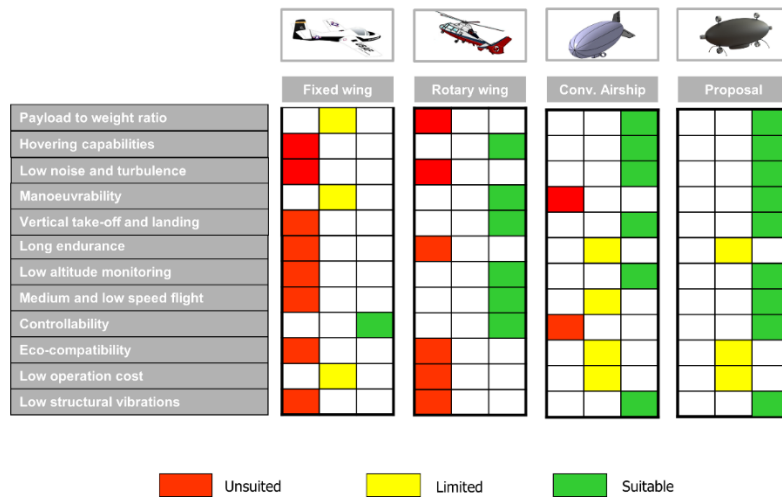 Fixed wing
Rotary wing
Conv. Airship
Proposal
Payload to weight ratio
Hovering capabilities
Low noise and turbulence
Manoeuvrability
Vertical take-off and landing
Long endurance
Low altitude monitoring
Medium and low speed flight
Controllability
Eco-compatibility
Low operation cost
Low structural vibrations
Unsuited
Limited
Suitable